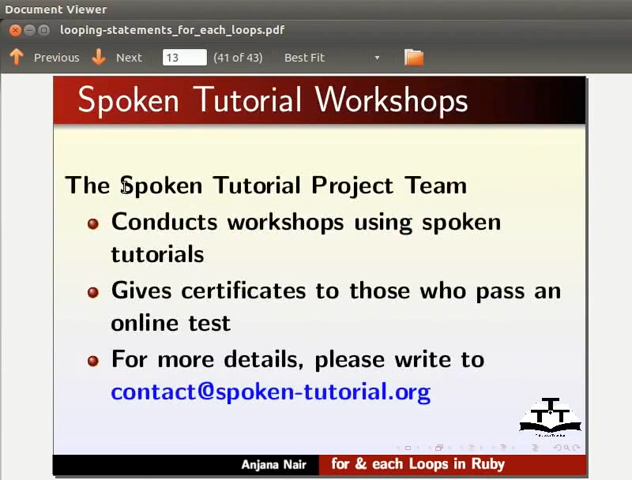 Document Viewer
looping-statements_for_each_loops.pdf
Previous Next 13 (41 of 43) Best Fit
Spoken Tutorial Workshops
The Spoken Tutorial Project Team
Conducts workshops using spoken
tutorials
Gives certificates to those who pass an
online test
For more details, please write to
contact@spoken-tutorial.org
Anjana Nair for & each Loops in Ruby